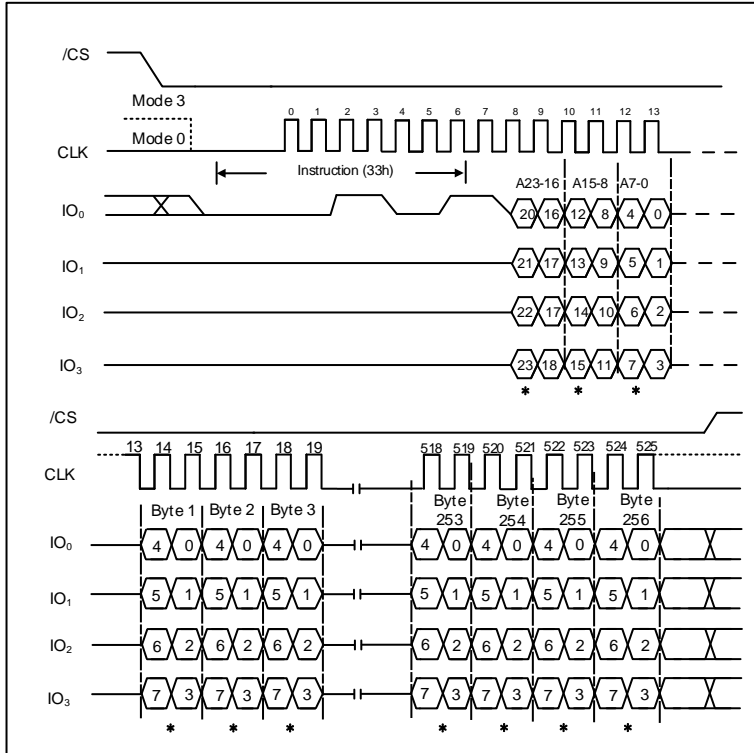 /CS
Mode 3
Mode 0
CLK
0 1 2 3 4 5 6 7 8 9 10 11 12 13
Instruction (33h)
A23-16 A15-8 A7-0
IO0 20 16 12 8 4 0
IO1 21 17 13 9 5 1
IO2 22 17 14 10 6 2
IO3 23 18 15 11 7 3
* * *
/CS
13 14 15 16 17 18 19 518 519 520 521 522 523 524 525
CLK
Byte 1 Byte 2 Byte 3 Byte 253 Byte 254 Byte 255 Byte 256
IO0 4 0 4 0 4 0 4 0 4 0 4 0 4 0
IO1 5 1 5 1 5 1 5 1 5 1 5 1 5 1
IO2 6 2 6 2 6 2 6 2 6 2 6 2 6 2
IO3 7 3 7 3 7 3 7 3 7 3 7 3 7 3
* * * * * * *